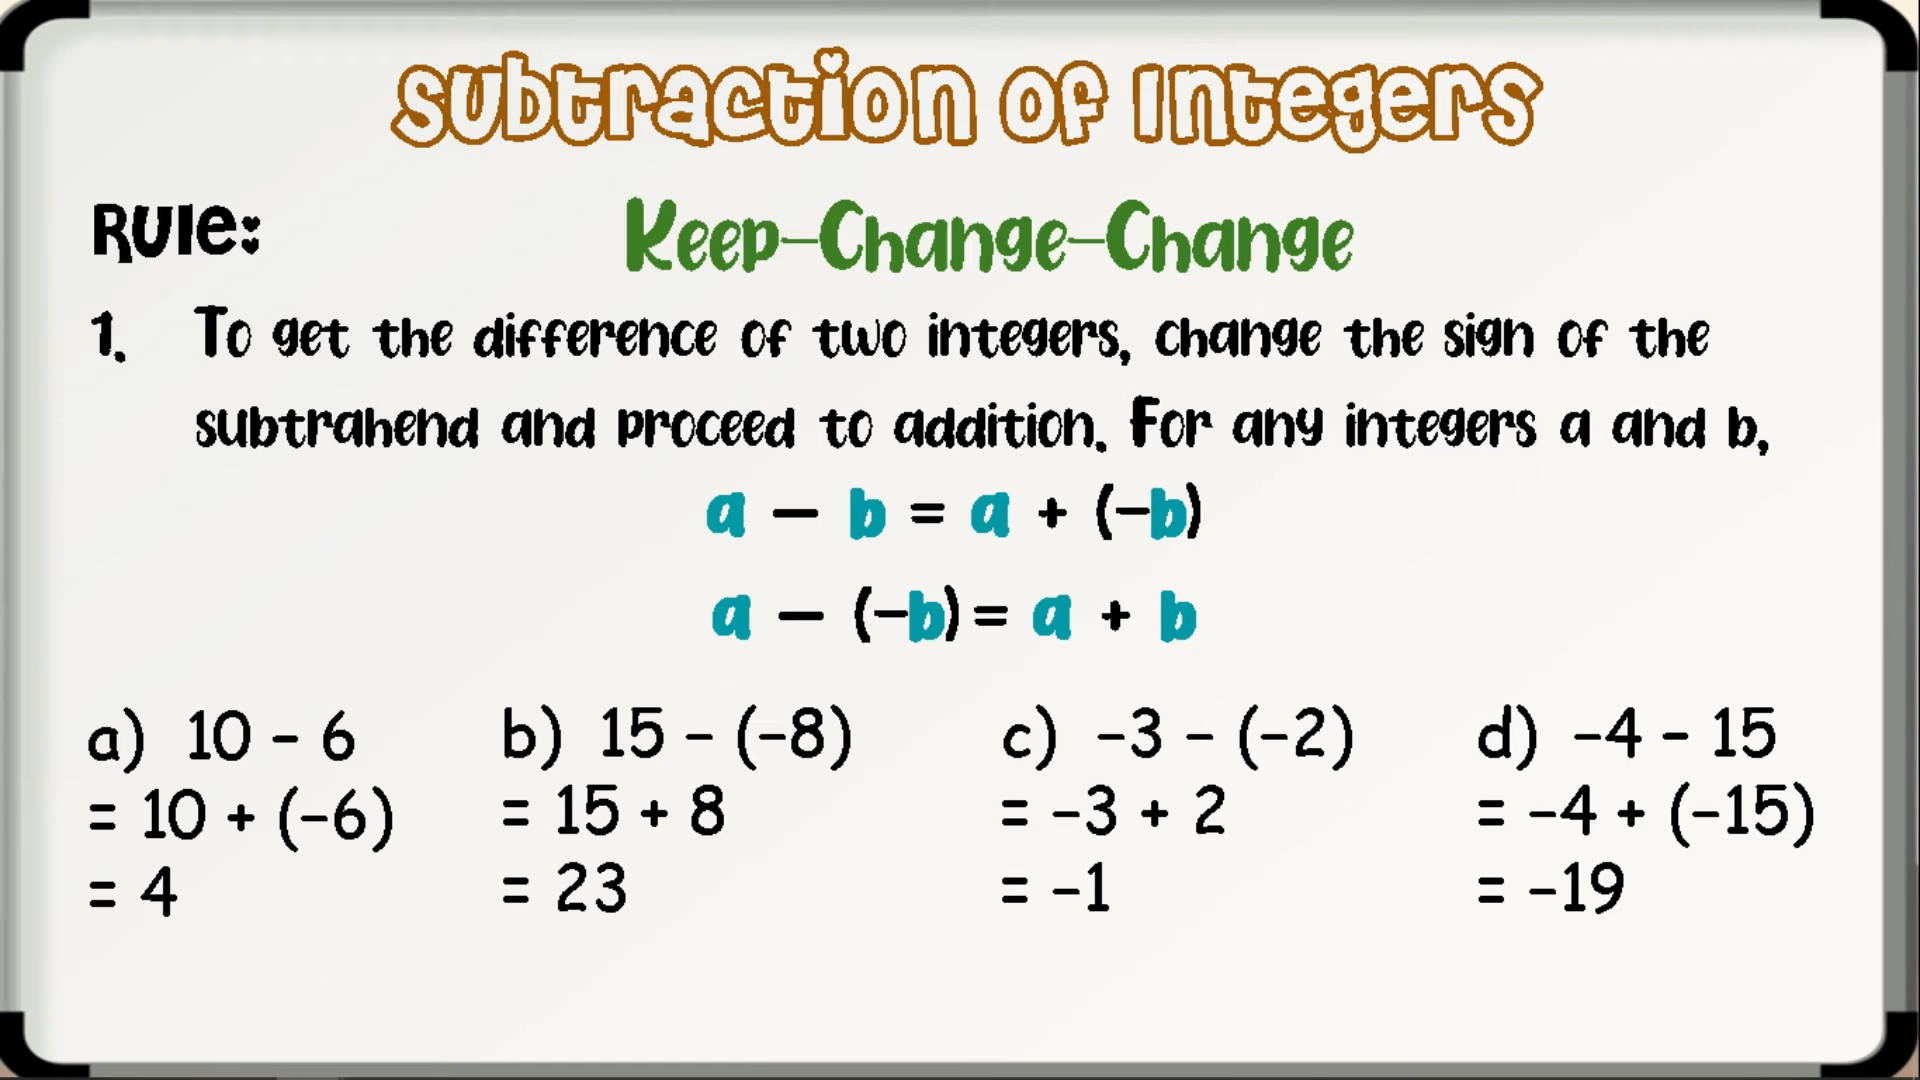 Subtraction of Integers
Rule:
Keep-Change-Change
1. To get the difference of two integers, change the sign of the
subtrahend and proceed to addition. For any integers a and b,
a − b = a + (−b)
a − (−b) = a + b
a) 10 − 6
= 10 + (−6)
= 4
b) 15 − (−8)
= 15 + 8
= 23
c) −3 − (−2)
= −3 + 2
= −1
d) −4 − 15
= −4 + (−15)
= −19